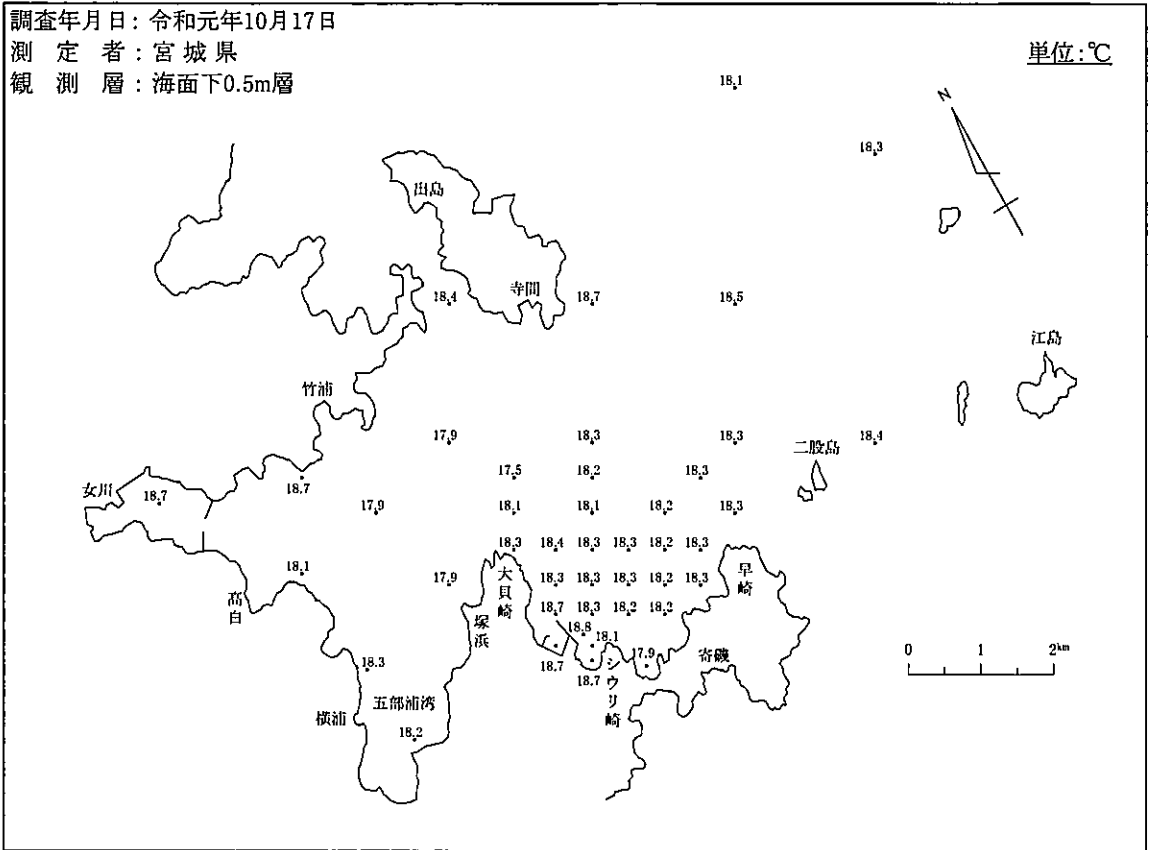 調査年月日：令和元年10月17日
測　定　者：宮 城 県
観　測　層：海面下0.5m層
単位：℃
18.1
N
18.3
出島
18.4
寺間
18.7
18.5
江島
竹浦
17.9
18.3
18.3
18.4
二股島
17.5
18.2
18.3
女川
18.7
18.7
17.9
18.1
18.1
18.2
18.3
18.3
18.4
18.3
18.3
18.2
18.3
18.1
17.9
大貝崎
18.3
18.3
18.3
18.2
18.3
早崎
高白
塚浜
18.7
18.3
18.2
18.2
18.8
18.1
18.7
18.7
シウリ崎
17.9
寄磯
0
1
2km
18.3
五部浦湾
横浦
18.2